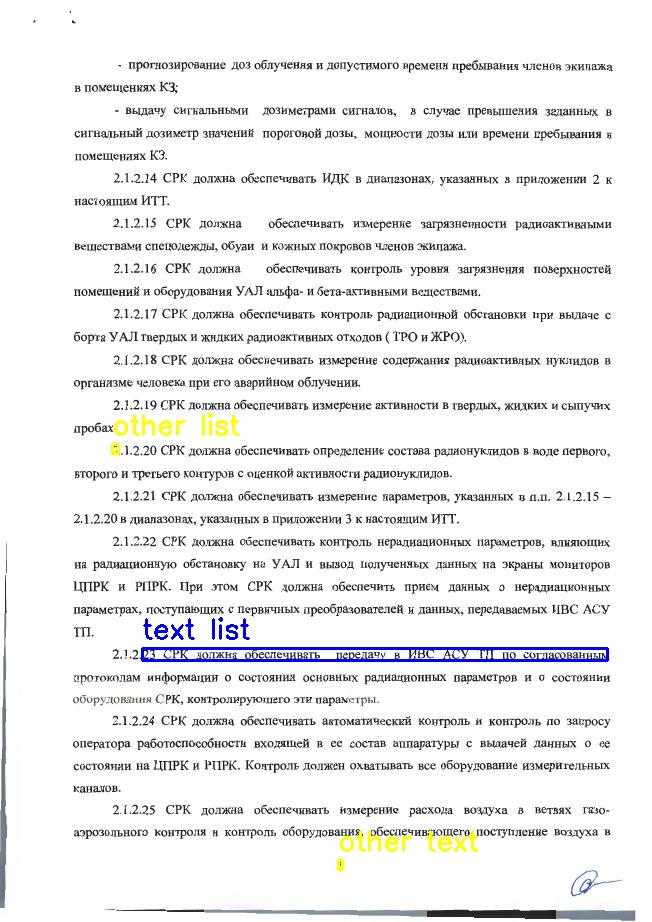 - прогнозирование доз облучения и допустимого времени пребывания членов экипажа
в помещениях КЗ;
- выдачу сигнальными дозиметрами сигналов, в случае превышения заданных в
сигнальный дозиметр значений пороговой дозы, мощности дозы или времени пребывания в
помещениях КЗ.
2.1.2.14 СРК должна обеспечивать ИДК в диапазонах, указанных в приложении 2 к
настоящим ИТТ.
2.1.2.15 СРК должна обеспечивать измерение загрязненности радиоактивными
веществами спецодежды, обуви и кожных покровов членов экипажа.
2.1.2.16 СРК должна обеспечивать контроль уровня загрязнения поверхностей
помещений и оборудования УАЛ альфа- и бета-активными веществами.
2.1.2.17 СРК должна обеспечивать контроль радиационной обстановки при выдаче с
борта УАЛ твердых и жидких радиоактивных отходов ( ТРО и ЖРО).
2.1.2.18 СРК должна обеспечивать измерение содержания радиоактивных нуклидов в
организме человека при его аварийном облучении.
2.1.2.19 СРК должна обеспечивать измерение активности в твердых, жидких и сыпучих
пробах
other list
.1.2.20 СРК должна обеспечивать определение состава радионуклидов в воде первого,
второго и третьего контуров с оценкой активности радионуклидов.
2.1.2.21 СРК должна обеспечивать измерение параметров, указанных в п.п. 2.1.2.15 –
2.1.2.20 в диапазонах, указанных в приложении 3 к настоящим ИТТ.
2.1.2.22 СРК должна обеспечивать контроль нерадиационных параметров, влияющих
на радиационную обстановку на УАЛ и вывод полученных данных на экраны мониторов
ЦПРК и РПРК. При этом СРК должна обеспечить прием данных о нерадиационных
параметрах, поступающих с первичных преобразователей и данных, передаваемых ИВС АСУ
ТП.
text list
2.1.2.23 СРК должна обеспечивать передачу в ИВС АСУ ТП по согласованным
протоколам информации о состояния основных радиационных параметров и о состоянии
оборудования СРК, контролирующего эти параметры.
2.1.2.24 СРК должна обеспечивать автоматический контроль и контроль по запросу
оператора работоспособности входящей в ее состав аппаратуры с выдачей данных о ее
состоянии на ЦПРК и РПРК. Контроль должен охватывать все оборудование измерительных
каналов.
2.1.2.25 СРК должна обеспечивать измерение расхода воздуха в ветвях газо-
аэрозольного контроля и контроль оборудования, обеспечивающего поступление воздуха в
other text